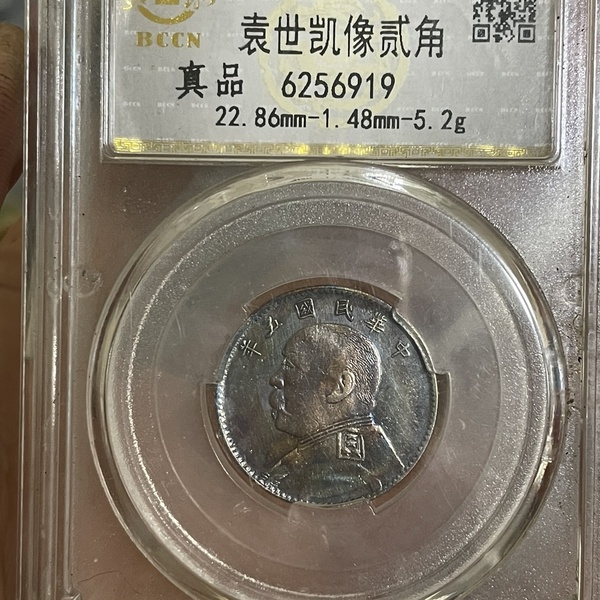 BCCN
袁世凯像贰角
真品 6256919
22.86mm-1.48mm-5.2g
中華民國五年